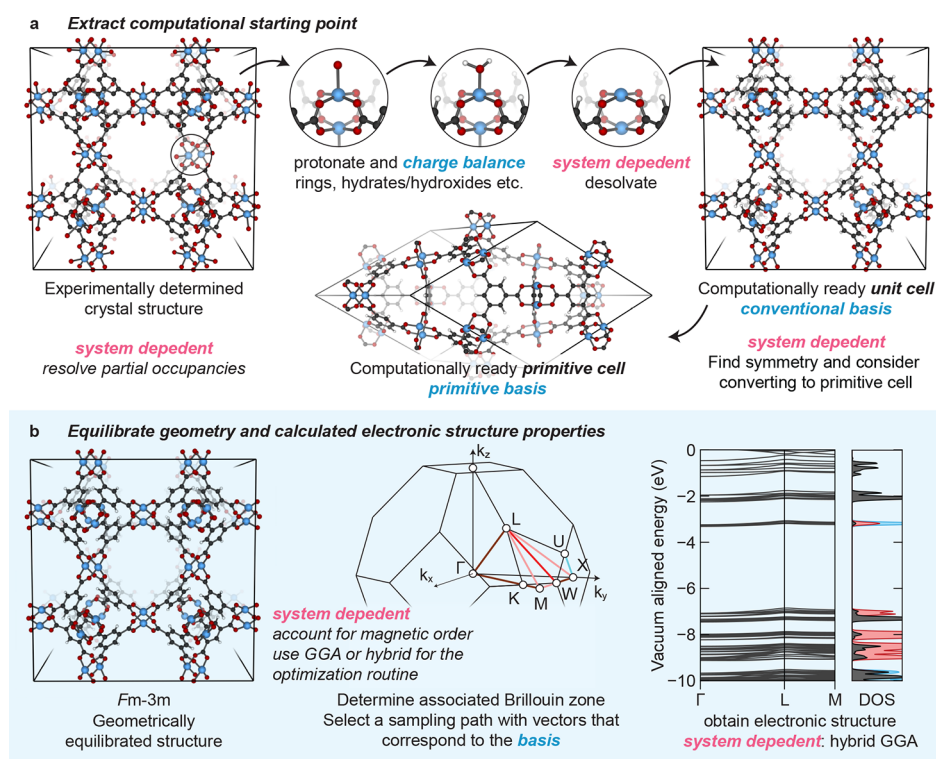 a Extract computational starting point
protonate and charge balance
rings, hydrates/hydroxides etc.
system depedent
desolvate
Experimentally determined
crystal structure
system depedent
resolve partial occupancies
Computationally ready primitive cell
primitive basis
Computationally ready unit cell
conventional basis
system depedent
Find symmetry and consider
converting to primitive cell
b Equilibrate geometry and calculated electronic structure properties
Fm-3m
Geometrically
equilibrated structure
kz
L
U
Γ
X
kx
K
M
W
ky
system depedent
account for magnetic order
use GGA or hybrid for the
optimization routine
Determine associated Brillouin zone
Select a sampling path with vectors that
correspond to the basis
Vacuum aligned energy (eV)
0
−2
−4
−6
−8
−10
Γ L M DOS
obtain electronic structure
system depedent: hybrid GGA